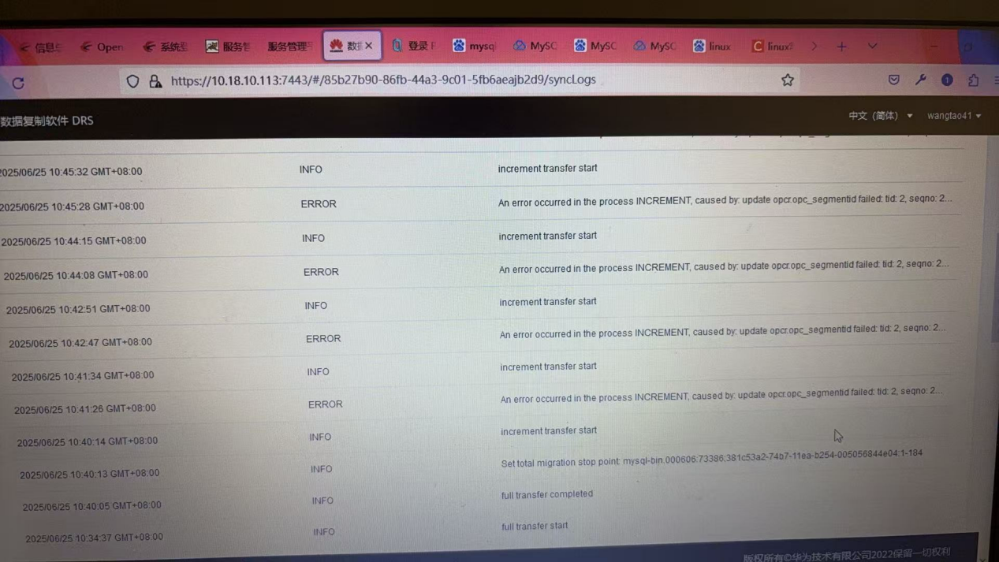 信息 Open 系统 服务 服务管理 数据 × 登录 F mysq MySC MySC MySC linux linux
https://10.18.10.113:7443/#/85b27b90-86fb-44a3-9c01-5fb6aeajb2d9/syncLogs
数据复制软件 DRS 中文（简体） wangtao41
2025/06/25 10:45:32 GMT+08:00 INFO increment transfer start
2025/06/25 10:45:28 GMT+08:00 ERROR An error occurred in the process INCREMENT, caused by: update opcr.opc_segmentid failed: tid: 2, seqno: 2...
2025/06/25 10:44:15 GMT+08:00 INFO increment transfer start
2025/06/25 10:44:08 GMT+08:00 ERROR An error occurred in the process INCREMENT, caused by: update opcr.opc_segmentid failed: tid: 2, seqno: 2...
2025/06/25 10:42:51 GMT+08:00 INFO increment transfer start
2025/06/25 10:42:47 GMT+08:00 ERROR An error occurred in the process INCREMENT, caused by: update opcr.opc_segmentid failed: tid: 2, seqno: 2...
2025/06/25 10:41:34 GMT+08:00 INFO increment transfer start
2025/06/25 10:41:26 GMT+08:00 ERROR An error occurred in the process INCREMENT, caused by: update opcr.opc_segmentid failed: tid: 2, seqno: 2...
2025/06/25 10:40:14 GMT+08:00 INFO increment transfer start
2025/06/25 10:40:13 GMT+08:00 INFO Set total migration stop point: mysql-bin.000606:73386:381c53a2-74b7-11ea-b254-005056844e04:1-184
2025/06/25 10:40:05 GMT+08:00 INFO full transfer completed
2025/06/25 10:34:37 GMT+08:00 INFO full transfer start
版权所有©华为技术有限公司2022保留一切权利